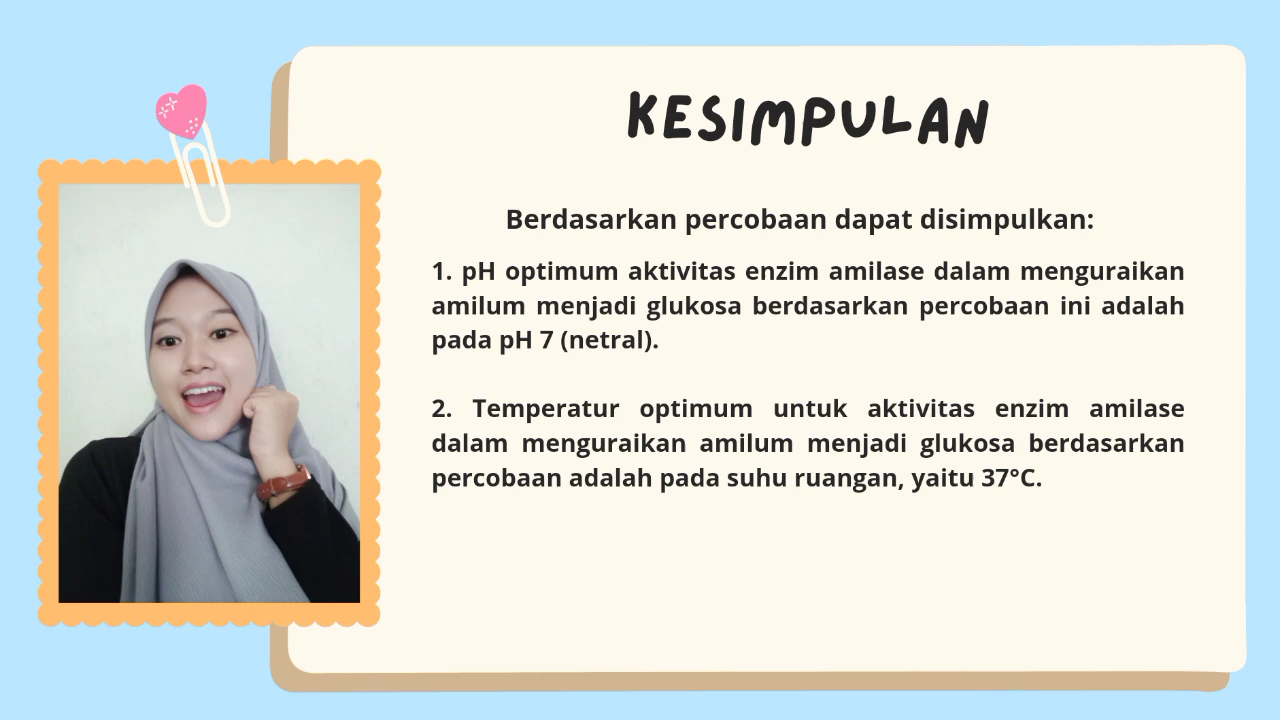 KESIMPULAN
Berdasarkan percobaan dapat disimpulkan:
1. pH optimum aktivitas enzim amilase dalam menguraikan
amilum menjadi glukosa berdasarkan percobaan ini adalah
pada pH 7 (netral).
2. Temperatur optimum untuk aktivitas enzim amilase
dalam menguraikan amilum menjadi glukosa berdasarkan
percobaan adalah pada suhu ruangan, yaitu 37°C.